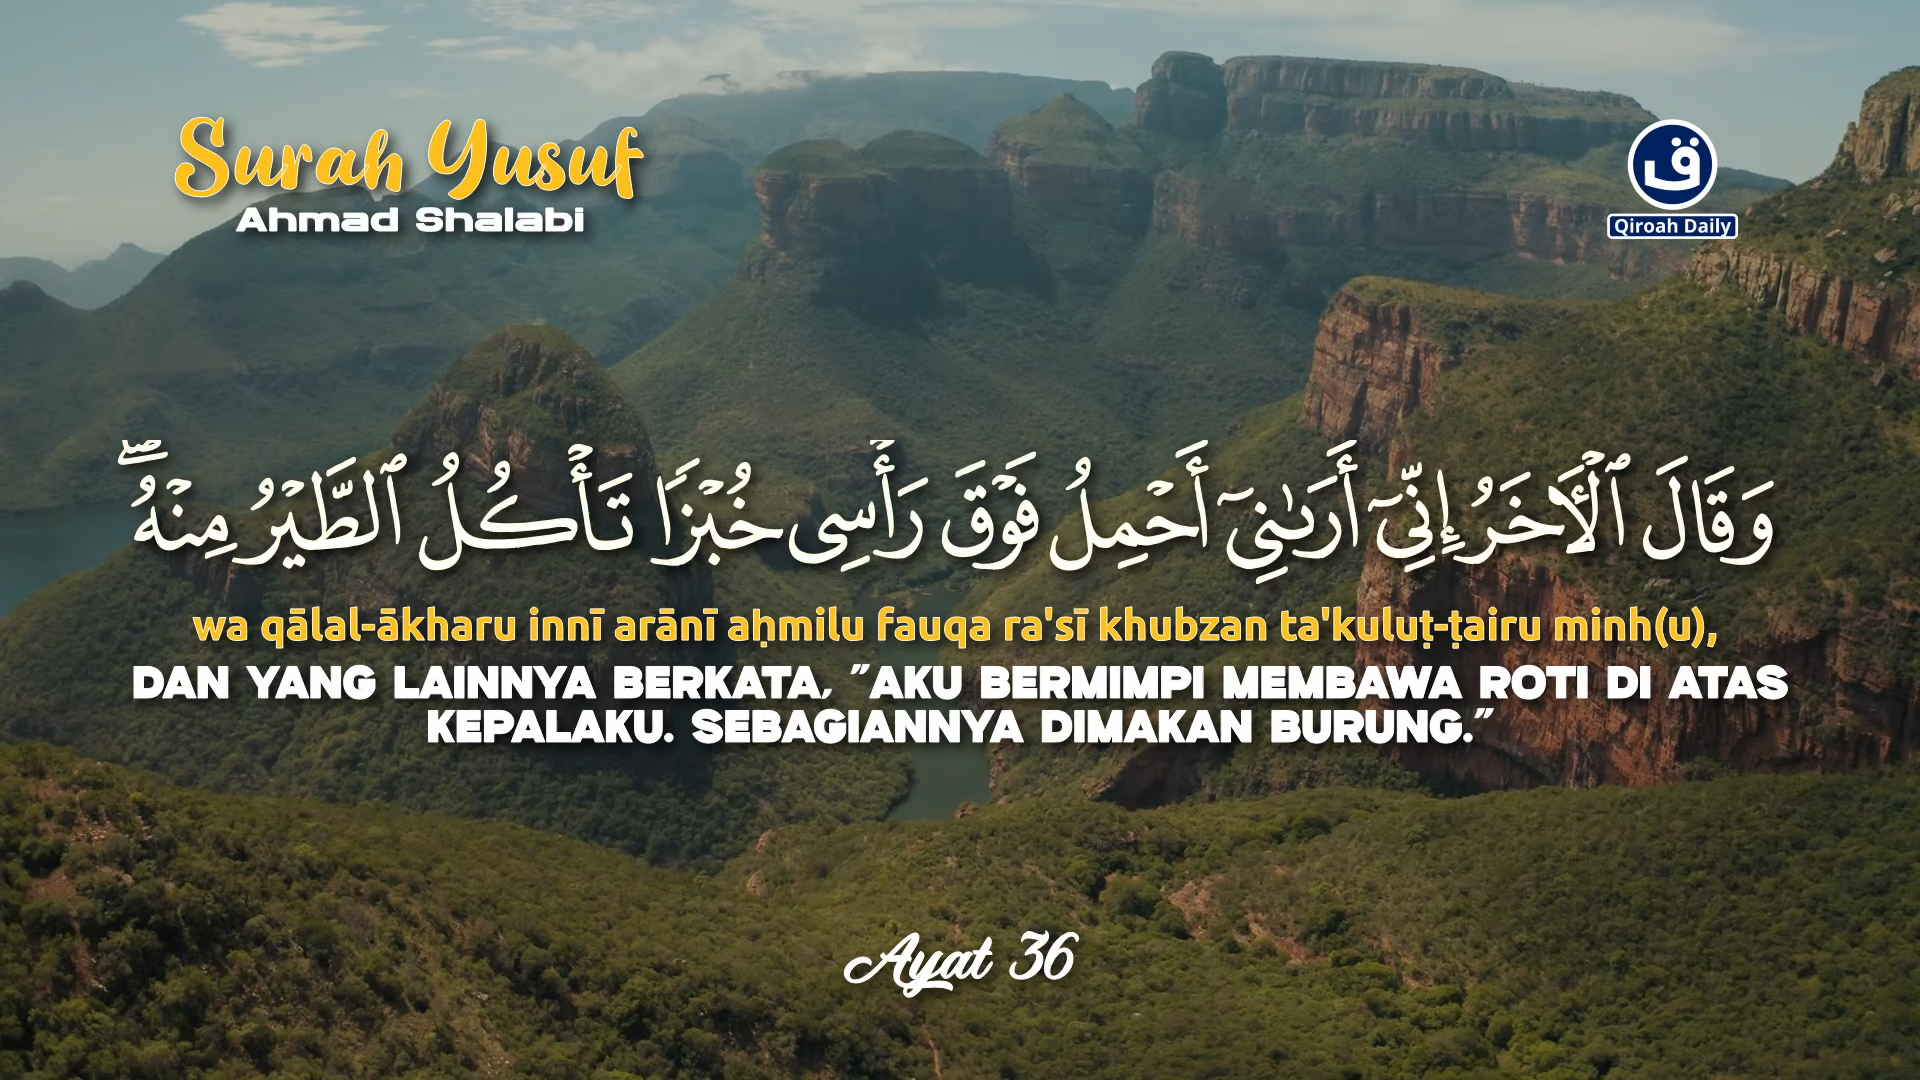 Surah Yusuf
Ahmad Shalabi
ق
Qiroah Daily
وَقَالَ ٱلْأَخَرُ إِنِّىٓ أَرَىٰنِىٓ أَحْمِلُ فَوْقَ رَأْسِى خُبْزًا تَأْكُلُ ٱلطَّيْرُ مِنْهُ ۖ
wa qālal-ākharu innī arānī aḥmilu fauqa ra'sī khubzan ta'kuluṭ-ṭairu minh(u),
DAN YANG LAINNYA BERKATA, "AKU BERMIMPI MEMBAWA ROTI DI ATAS
KEPALAKU. SEBAGIANNYA DIMAKAN BURUNG."
Ayat 36